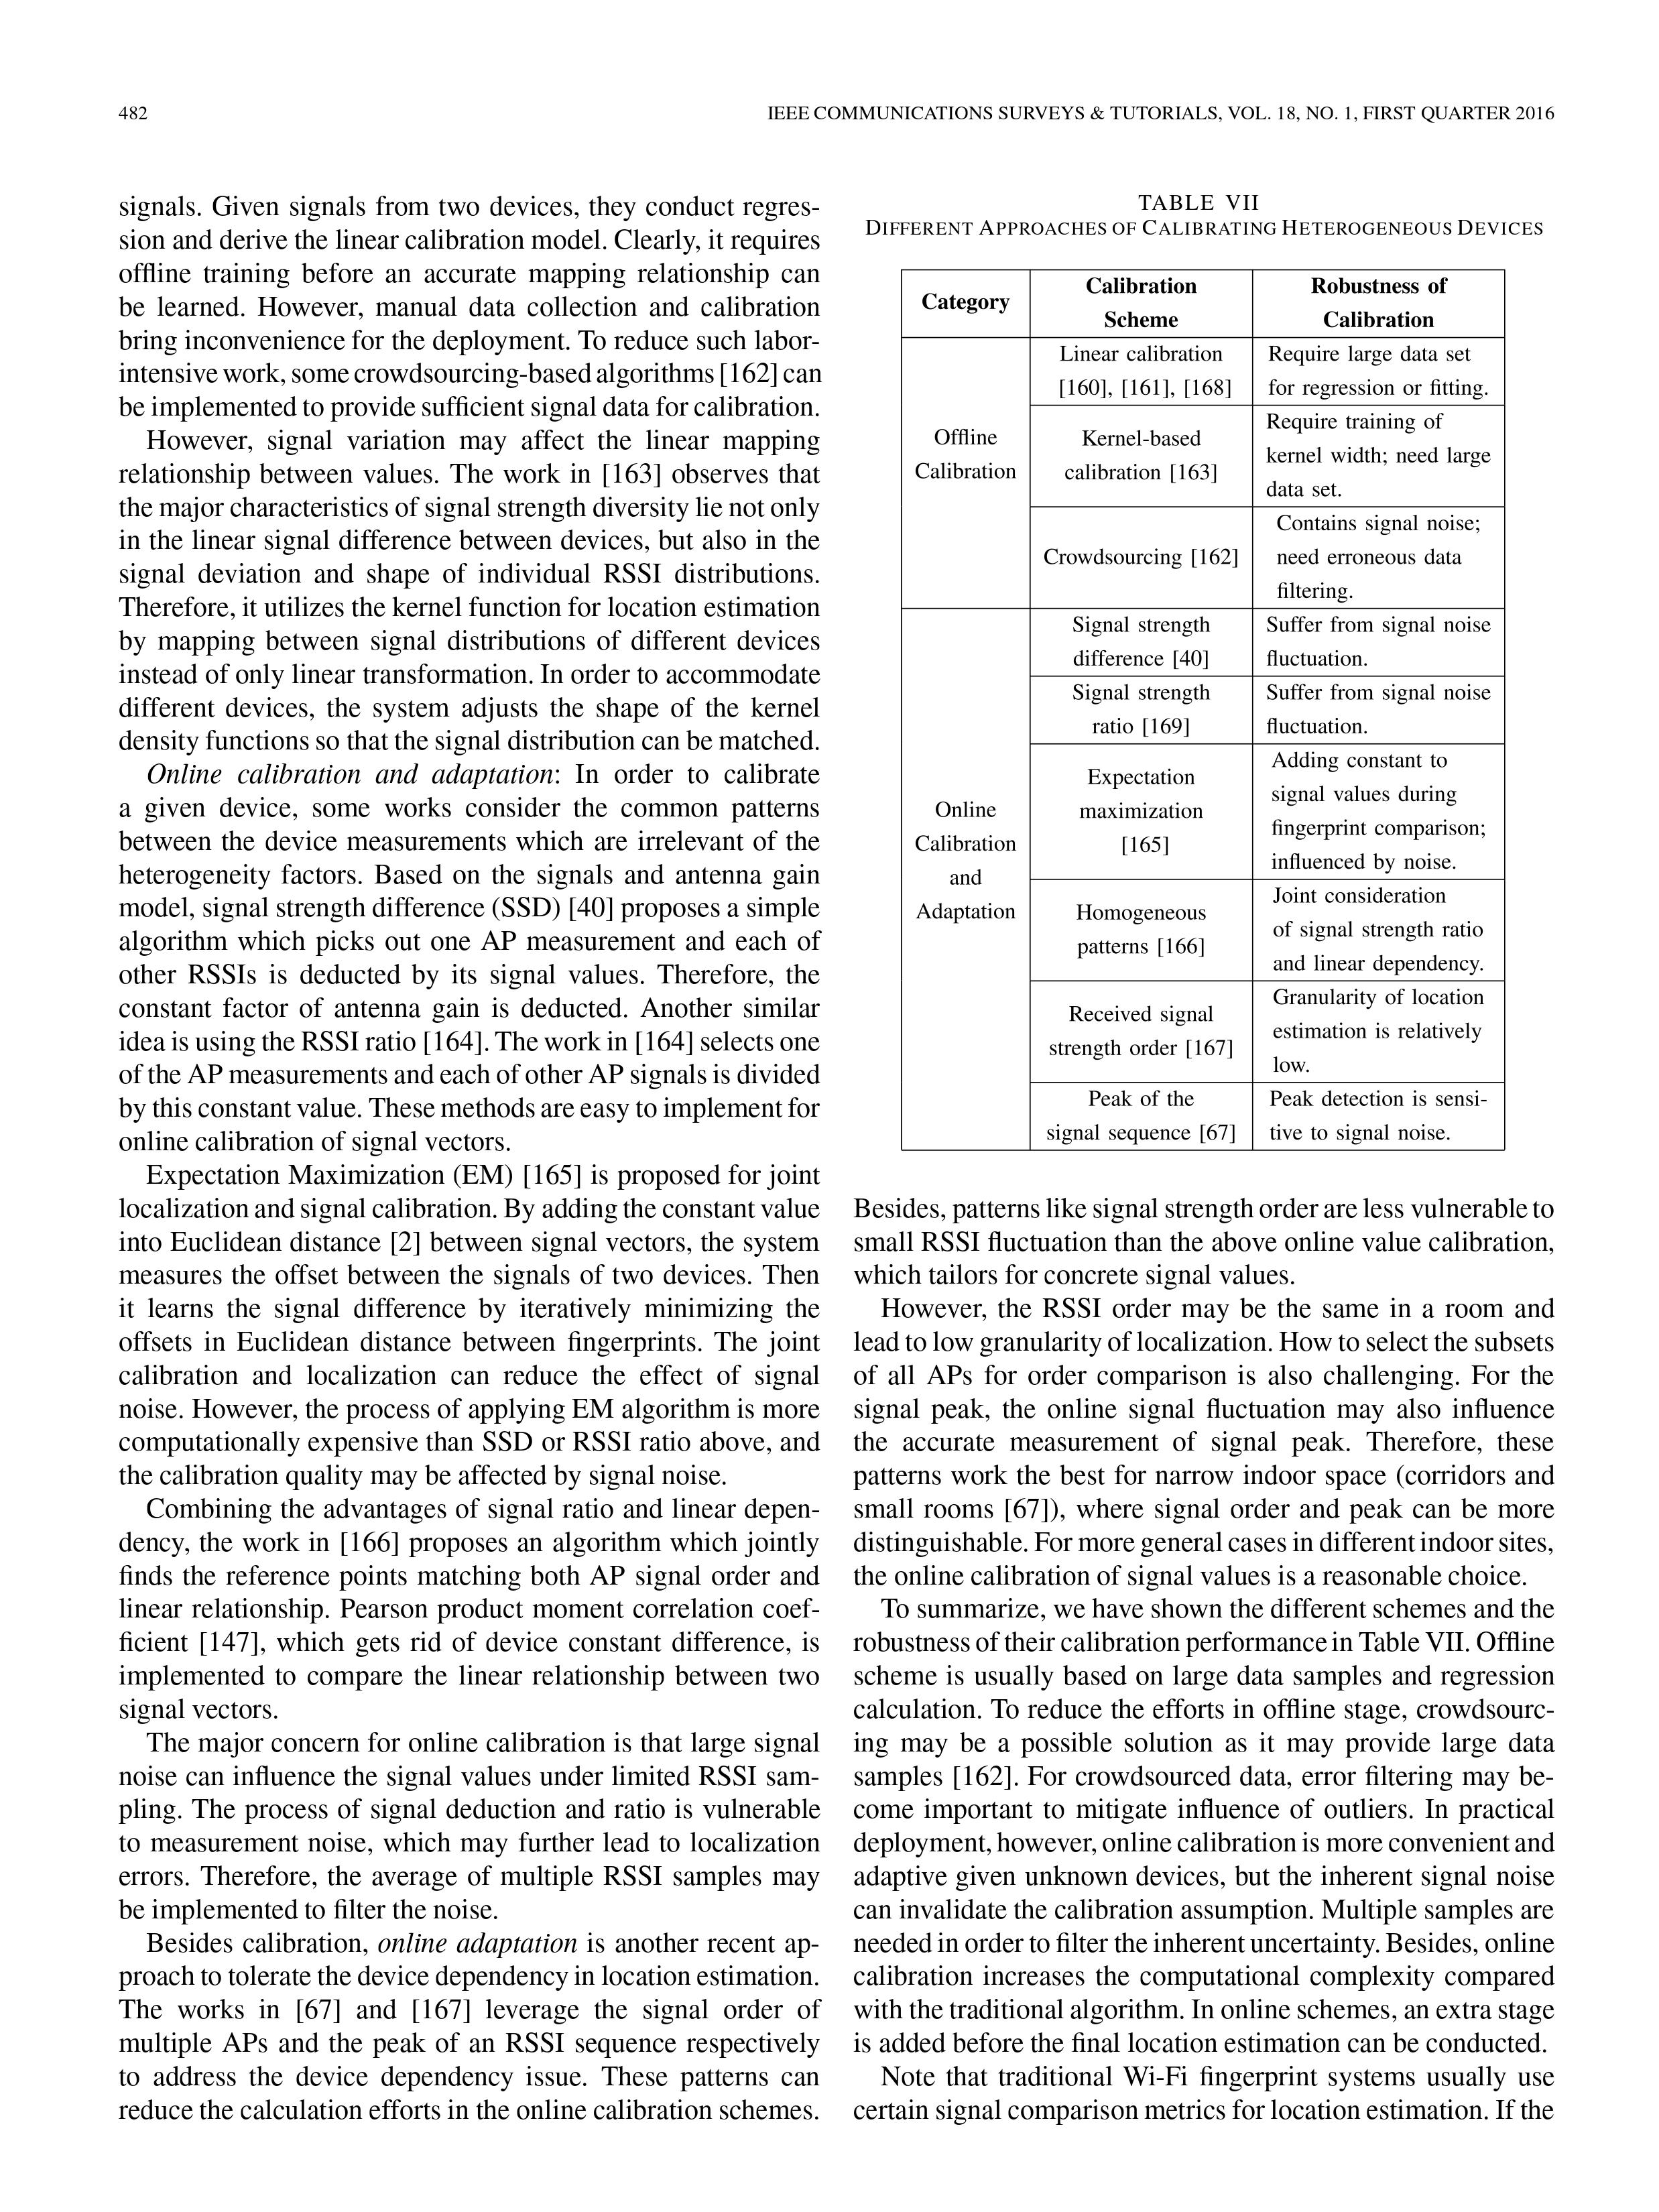 482
IEEE COMMUNICATIONS SURVEYS & TUTORIALS, VOL. 18, NO. 1, FIRST QUARTER 2016
signals. Given signals from two devices, they conduct regres-
sion and derive the linear calibration model. Clearly, it requires
offline training before an accurate mapping relationship can
be learned. However, manual data collection and calibration
bring inconvenience for the deployment. To reduce such labor-
intensive work, some crowdsourcing-based algorithms [162] can
be implemented to provide sufficient signal data for calibration.
However, signal variation may affect the linear mapping
relationship between values. The work in [163] observes that
the major characteristics of signal strength diversity lie not only
in the linear signal difference between devices, but also in the
signal deviation and shape of individual RSSI distributions.
Therefore, it utilizes the kernel function for location estimation
by mapping between signal distributions of different devices
instead of only linear transformation. In order to accommodate
different devices, the system adjusts the shape of the kernel
density functions so that the signal distribution can be matched.
Online calibration and adaptation: In order to calibrate
a given device, some works consider the common patterns
between the device measurements which are irrelevant of the
heterogeneity factors. Based on the signals and antenna gain
model, signal strength difference (SSD) [40] proposes a simple
algorithm which picks out one AP measurement and each of
other RSSIs is deducted by its signal values. Therefore, the
constant factor of antenna gain is deducted. Another similar
idea is using the RSSI ratio [164]. The work in [164] selects one
of the AP measurements and each of other AP signals is divided
by this constant value. These methods are easy to implement for
online calibration of signal vectors.
Expectation Maximization (EM) [165] is proposed for joint
localization and signal calibration. By adding the constant value
into Euclidean distance [2] between signal vectors, the system
measures the offset between the signals of two devices. Then
it learns the signal difference by iteratively minimizing the
offsets in Euclidean distance between fingerprints. The joint
calibration and localization can reduce the effect of signal
noise. However, the process of applying EM algorithm is more
computationally expensive than SSD or RSSI ratio above, and
the calibration quality may be affected by signal noise.
Combining the advantages of signal ratio and linear depen-
dency, the work in [166] proposes an algorithm which jointly
finds the reference points matching both AP signal order and
linear relationship. Pearson product moment correlation coef-
ficient [147], which gets rid of device constant difference, is
implemented to compare the linear relationship between two
signal vectors.
The major concern for online calibration is that large signal
noise can influence the signal values under limited RSSI sam-
pling. The process of signal deduction and ratio is vulnerable
to measurement noise, which may further lead to localization
errors. Therefore, the average of multiple RSSI samples may
be implemented to filter the noise.
Besides calibration, online adaptation is another recent ap-
proach to tolerate the device dependency in location estimation.
The works in [67] and [167] leverage the signal order of
multiple APs and the peak of an RSSI sequence respectively
to address the device dependency issue. These patterns can
reduce the calculation efforts in the online calibration schemes.
TABLE VII
DIFFERENT APPROACHES OF CALIBRATING HETEROGENEOUS DEVICES
Category
Calibration
Scheme
Robustness of
Calibration
Offline
Calibration
Linear calibration
[160], [161], [168]
Require large data set
for regression or fitting.
Kernel-based
calibration [163]
Require training of
kernel width; need large
data set.
Crowdsourcing [162]
Contains signal noise;
need erroneous data
filtering.
Online
Calibration
and
Adaptation
Signal strength
difference [40]
Suffer from signal noise
fluctuation.
Signal strength
ratio [169]
Suffer from signal noise
fluctuation.
Expectation
maximization
[165]
Adding constant to
signal values during
fingerprint comparison;
influenced by noise.
Homogeneous
patterns [166]
Joint consideration
of signal strength ratio
and linear dependency.
Received signal
strength order [167]
Granularity of location
estimation is relatively
low.
Peak of the
signal sequence [67]
Peak detection is sensi-
tive to signal noise.
Besides, patterns like signal strength order are less vulnerable to
small RSSI fluctuation than the above online value calibration,
which tailors for concrete signal values.
However, the RSSI order may be the same in a room and
lead to low granularity of localization. How to select the subsets
of all APs for order comparison is also challenging. For the
signal peak, the online signal fluctuation may also influence
the accurate measurement of signal peak. Therefore, these
patterns work the best for narrow indoor space (corridors and
small rooms [67]), where signal order and peak can be more
distinguishable. For more general cases in different indoor sites,
the online calibration of signal values is a reasonable choice.
To summarize, we have shown the different schemes and the
robustness of their calibration performance in Table VII. Offline
scheme is usually based on large data samples and regression
calculation. To reduce the efforts in offline stage, crowdsourc-
ing may be a possible solution as it may provide large data
samples [162]. For crowdsourced data, error filtering may be-
come important to mitigate influence of outliers. In practical
deployment, however, online calibration is more convenient and
adaptive given unknown devices, but the inherent signal noise
can invalidate the calibration assumption. Multiple samples are
needed in order to filter the inherent uncertainty. Besides, online
calibration increases the computational complexity compared
with the traditional algorithm. In online schemes, an extra stage
is added before the final location estimation can be conducted.
Note that traditional Wi-Fi fingerprint systems usually use
certain signal comparison metrics for location estimation. If the